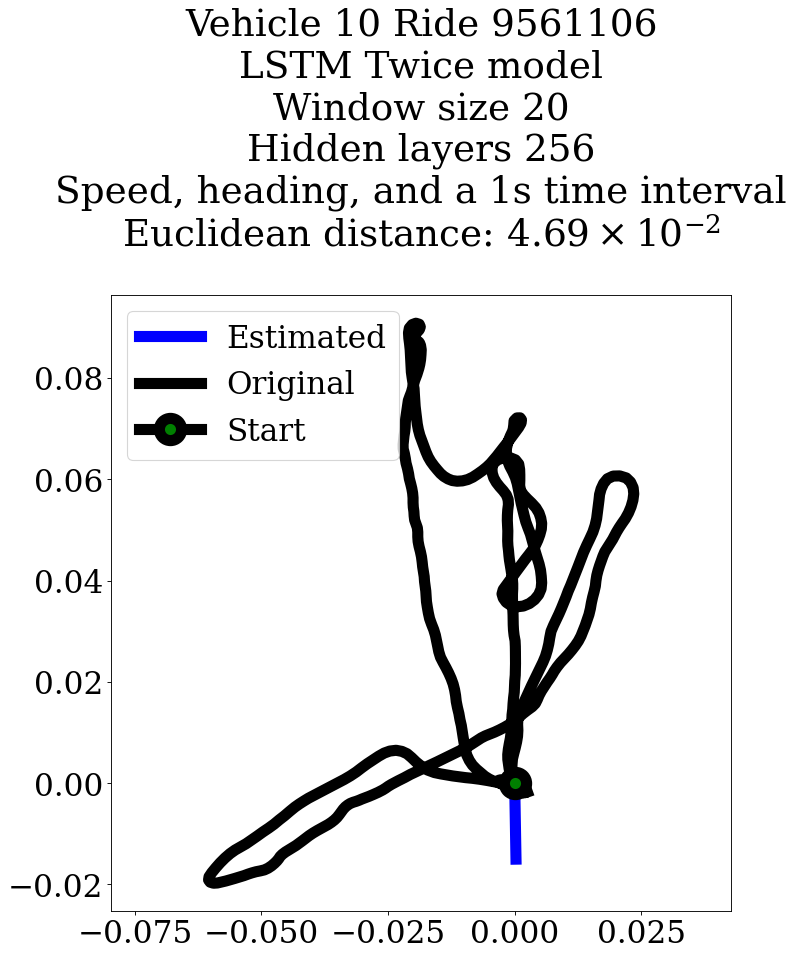 Vehicle 10 Ride 9561106
LSTM Twice model
Window size 20
Hidden layers 256
Speed, heading, and a 1s time interval
Euclidean distance: 4.69 × 10⁻²
Estimated
Original
Start
0.08
0.06
0.04
0.02
0.00
−0.02
−0.075 −0.050 −0.025 0.000 0.025